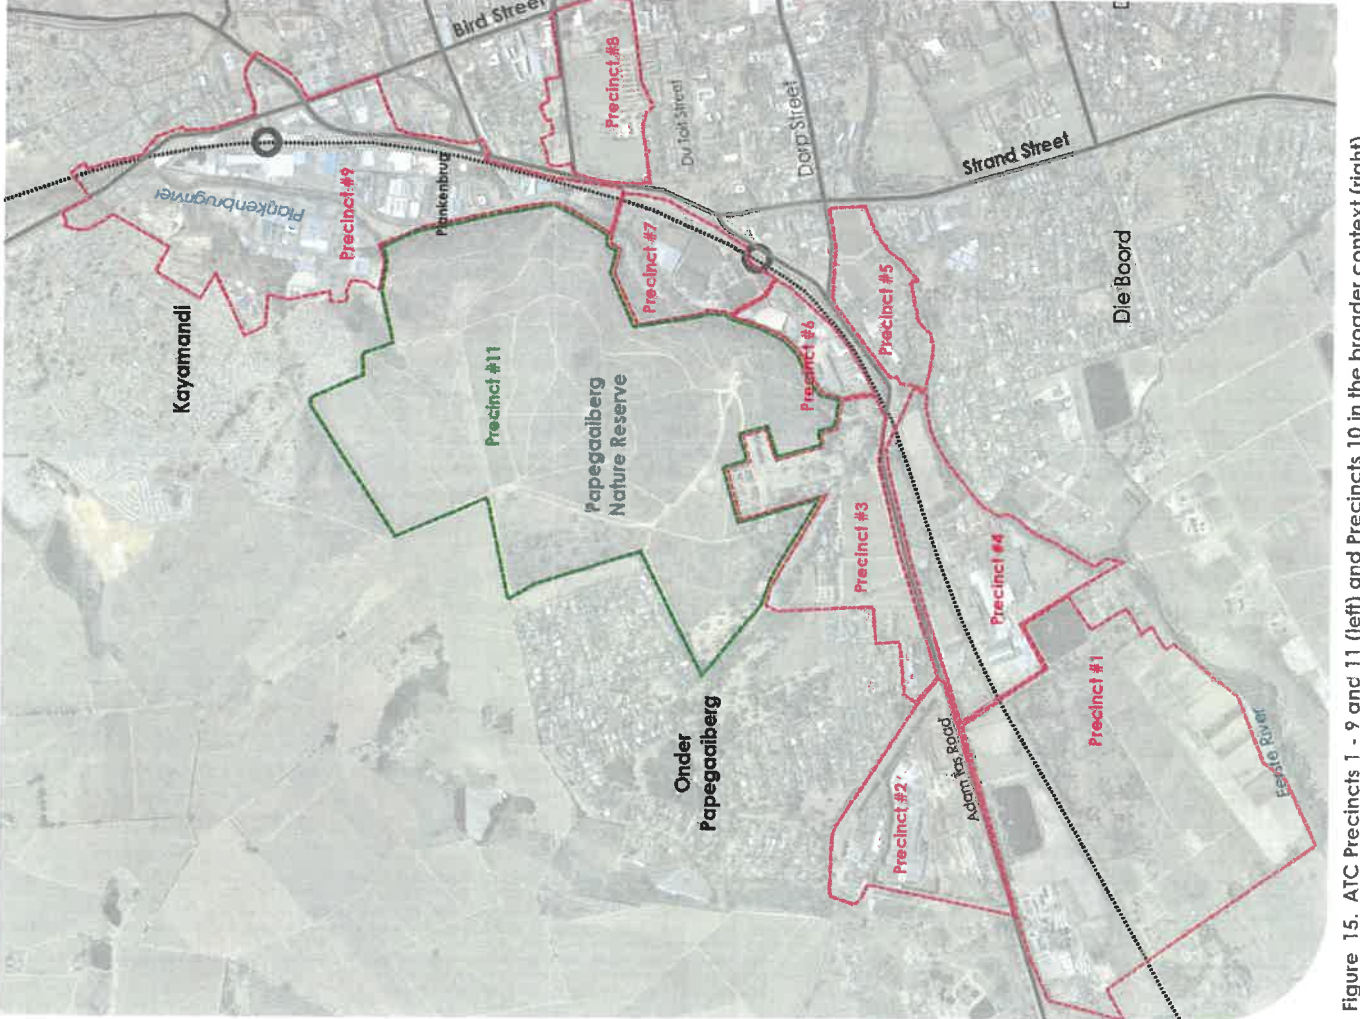 Kayamandi
Plankenbrugrivier
Precinct #9
Plankenbrug
Bird Street
Precinct #11
Papegaaiberg
Nature Reserve
Precinct #8
Precinct #7
Du Toit Street
Onder
Papegaaiberg
Dorp Street
Precinct #6
Precinct #3
Precinct #5
Precinct #2
Adam Tas Road
Precinct #4
Strand Street
Precinct #1
Die Boord
Eerste River
Figure 15. ATC Precincts 1 - 9 and 11 (left) and Precincts 10 in the broader context (right)